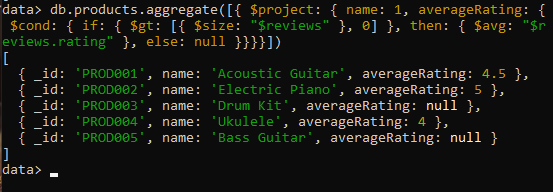 data> db.products.aggregate([{ $project: { name: 1, averageRating: {
$cond: { if: { $gt: [{ $size: "$reviews" }, 0] }, then: { $avg: "$r
eviews.rating" }, else: null }}}}])
[
  { _id: 'PROD001', name: 'Acoustic Guitar', averageRating: 4.5 },
  { _id: 'PROD002', name: 'Electric Piano', averageRating: 5 },
  { _id: 'PROD003', name: 'Drum Kit', averageRating: null },
  { _id: 'PROD004', name: 'Ukulele', averageRating: 4 },
  { _id: 'PROD005', name: 'Bass Guitar', averageRating: null }
]
data> _